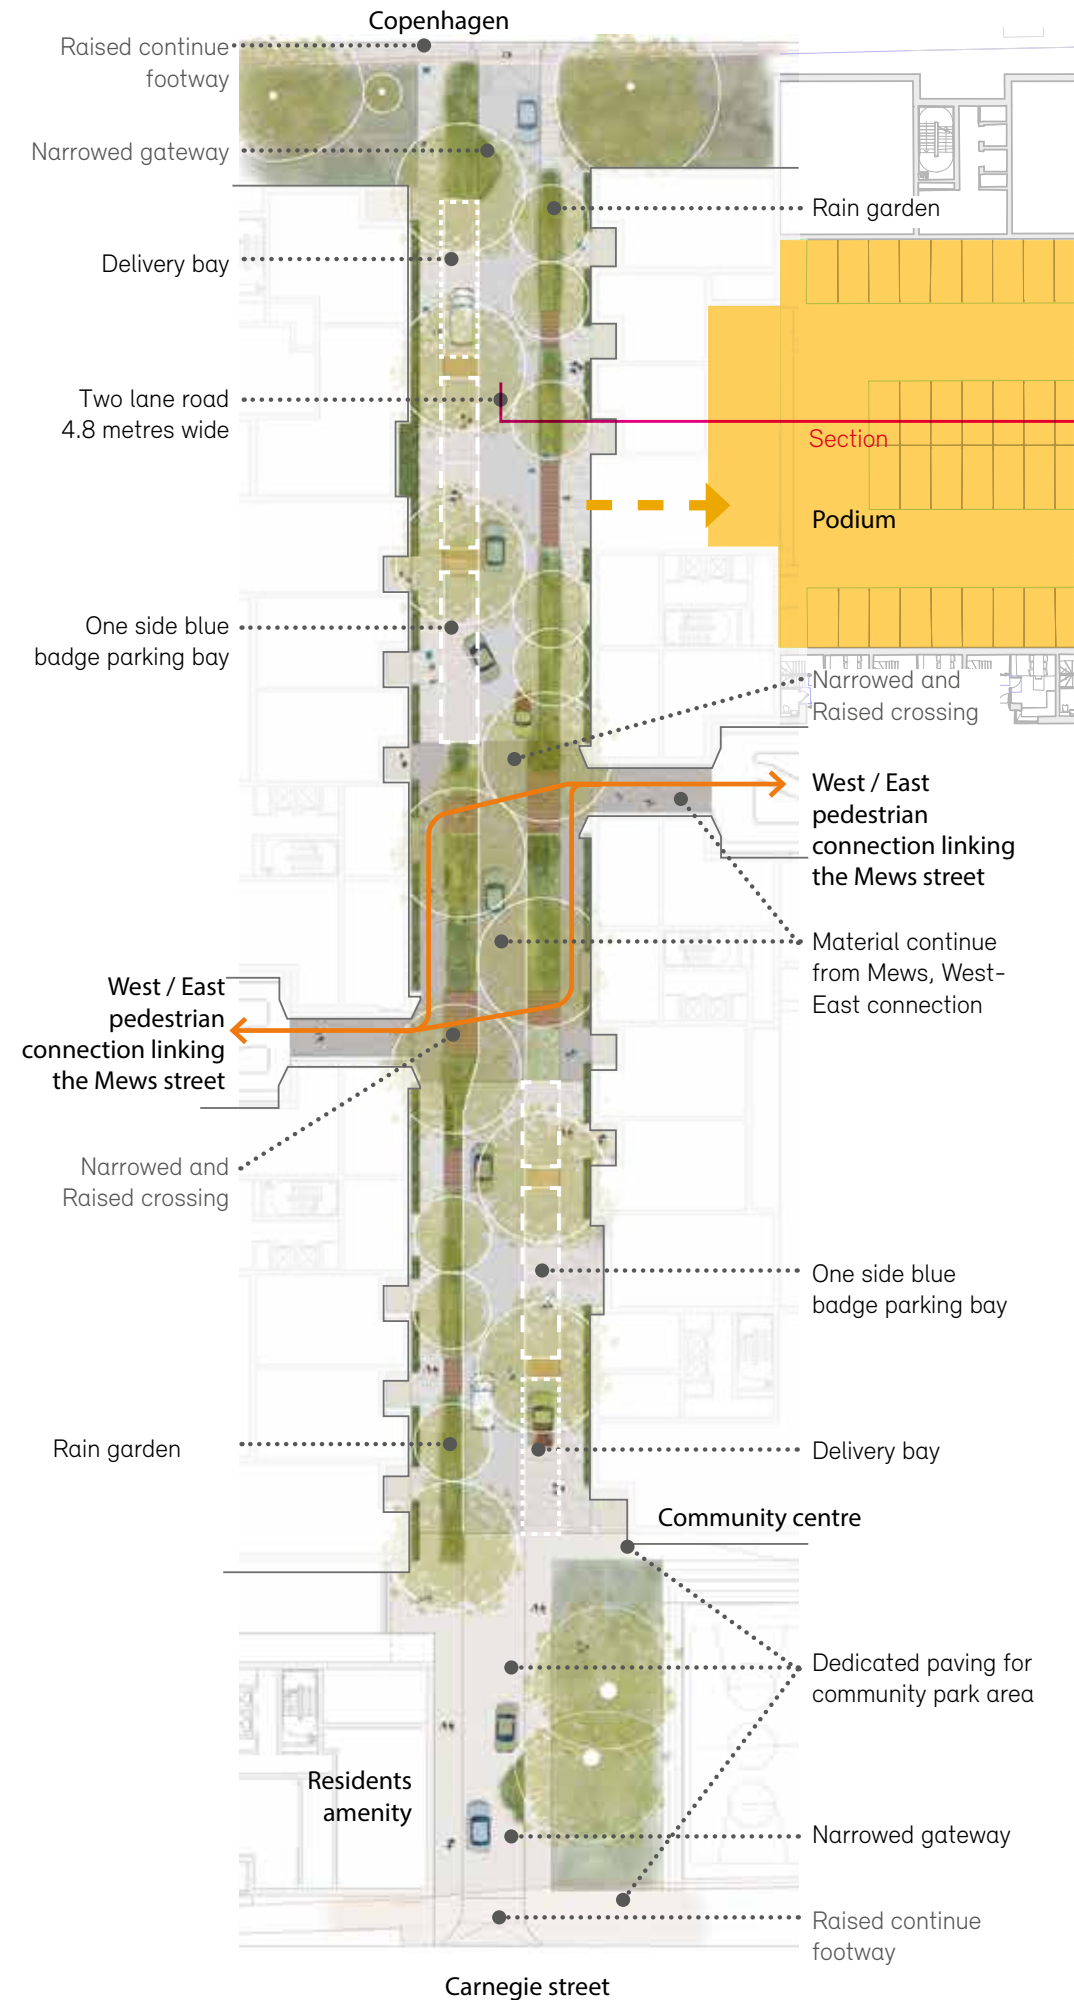 Copenhagen
Raised continue
footway
Narrowed gateway
Rain garden
Delivery bay
Two lane road
4.8 metres wide
Section
Podium
One side blue
badge parking bay
Narrowed and
Raised crossing
West / East
pedestrian
connection linking
the Mews street
Material continue
from Mews, West-
East connection
West / East
pedestrian
connection linking
the Mews street
Narrowed and
Raised crossing
One side blue
badge parking bay
Rain garden
Delivery bay
Community centre
Dedicated paving for
community park area
Residents
amenity
Narrowed gateway
Raised continue
footway
Carnegie street